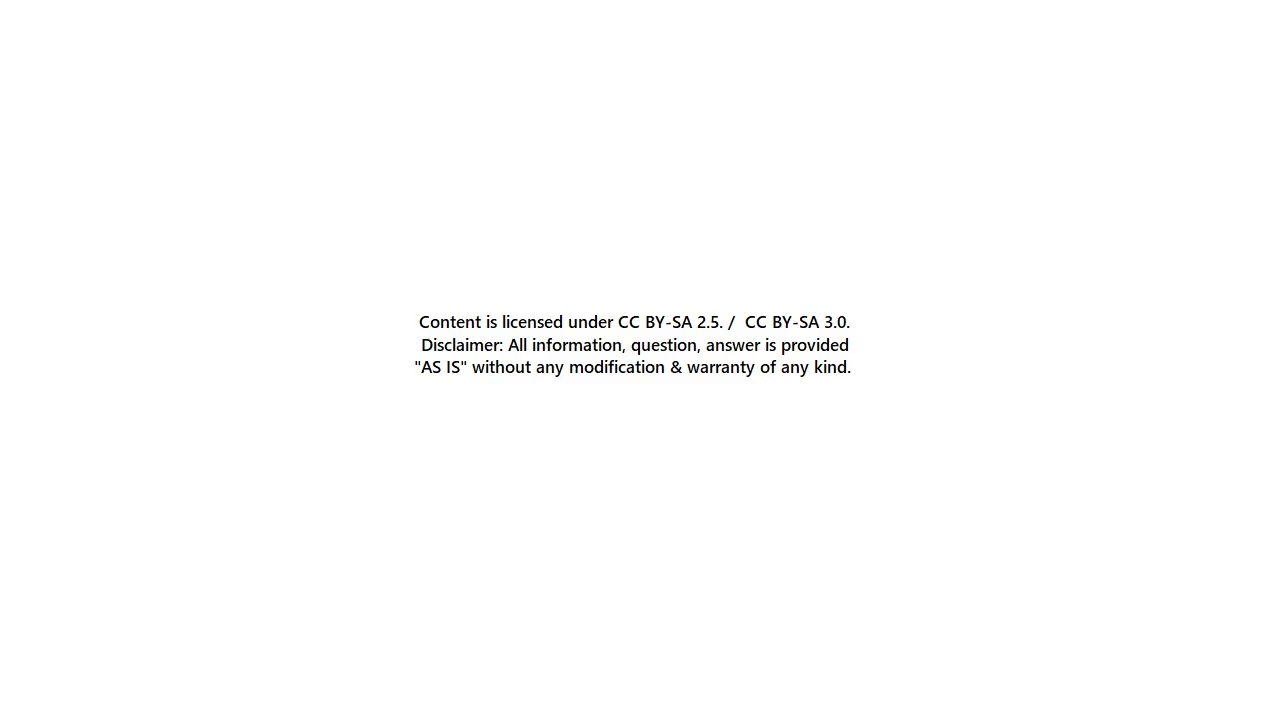 Content is licensed under CC BY-SA 2.5. /  CC BY-SA 3.0.
Disclaimer: All information, question, answer is provided
"AS IS" without any modification & warranty of any kind.